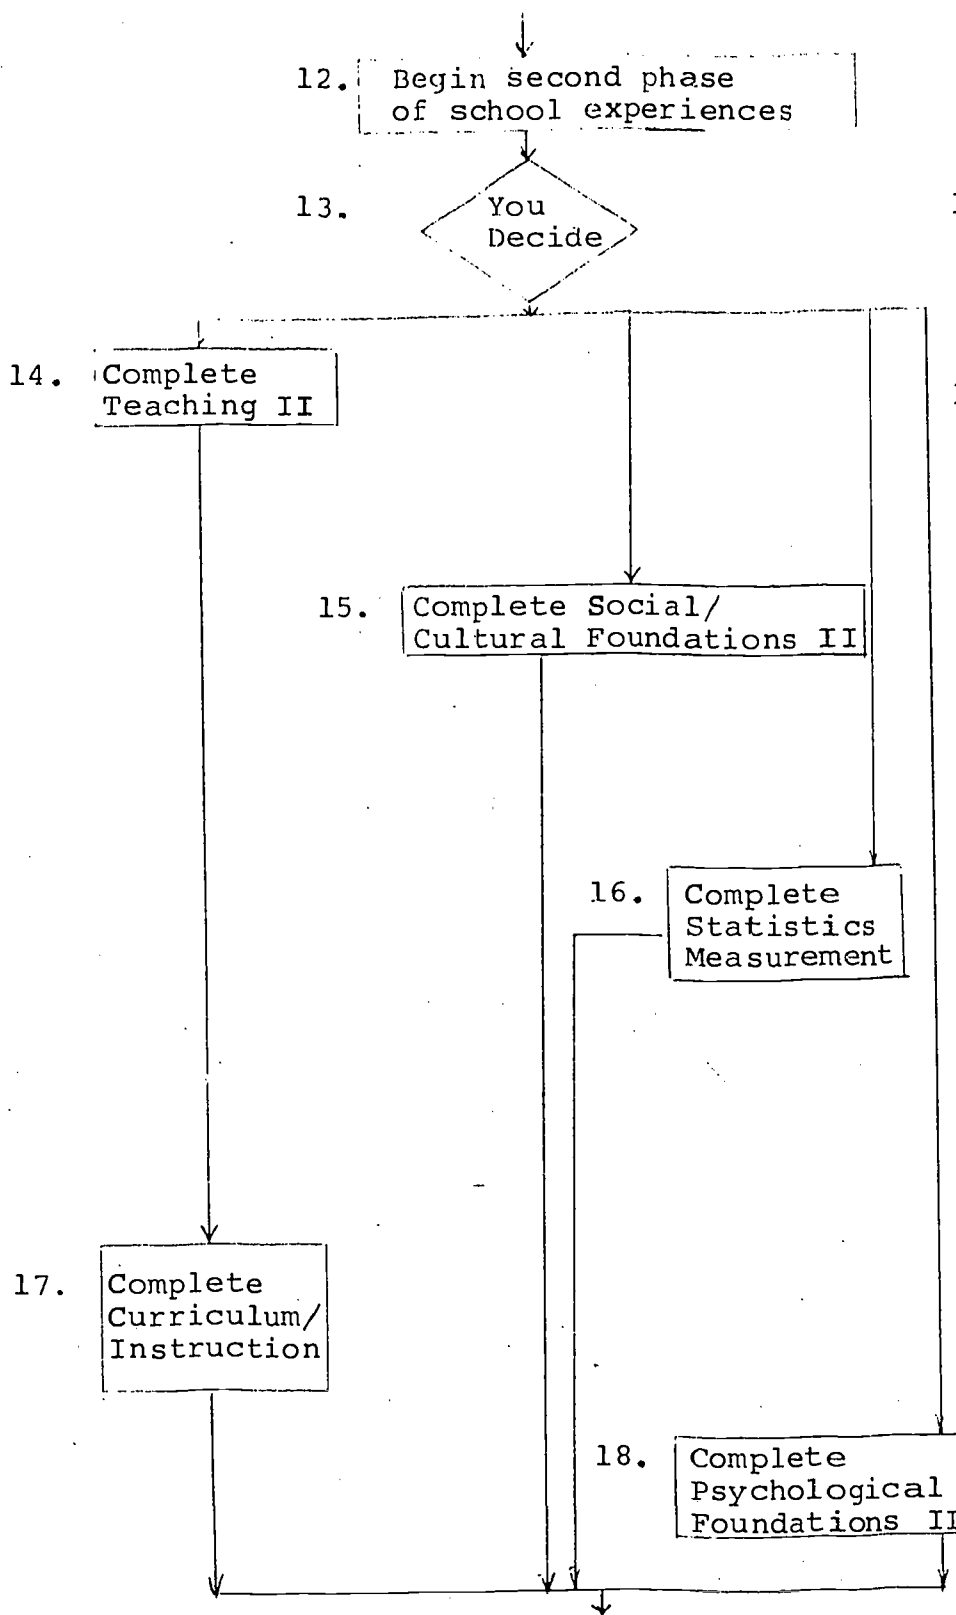 12. Begin second phase
of school experiences
13. You
Decide
14. Complete
Teaching II
15. Complete Social/
Cultural Foundations II
16. Complete
Statistics
Measurement
17. Complete
Curriculum/
Instruction
18. Complete
Psychological
Foundations II